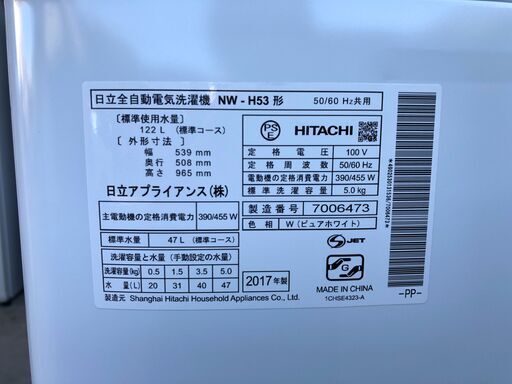 日立全自動電気洗濯機 NW - H53 形 50/60 Hz共用
[標準使用水量]
122 L (標準コース)
[外形寸法]
幅 539 mm
奥行 508 mm
高さ 965 mm
日立アプライアンス(株)
PSE HITACHI
定格電圧 100 V
定格周波数 50/60 Hz
電動機の定格消費電力 390/455 W
標準洗濯容量 5.0kg
主電動機の定格消費電力 390/455 W
製造番号 7006473
標準水量 47 L (標準コース)
色 W (ピュアホワイト)
洗濯容量と水量 (手動設定の水量)
洗濯容量(kg) 0.5 1.5 3.5 5.0
水量(L) 20 31 40 47
2017年製
S-JET
G
MADE IN CHINA
1CHSE4323-A
製造元 Shanghai Hitachi Household Appliances Co., Ltd.
-PP-